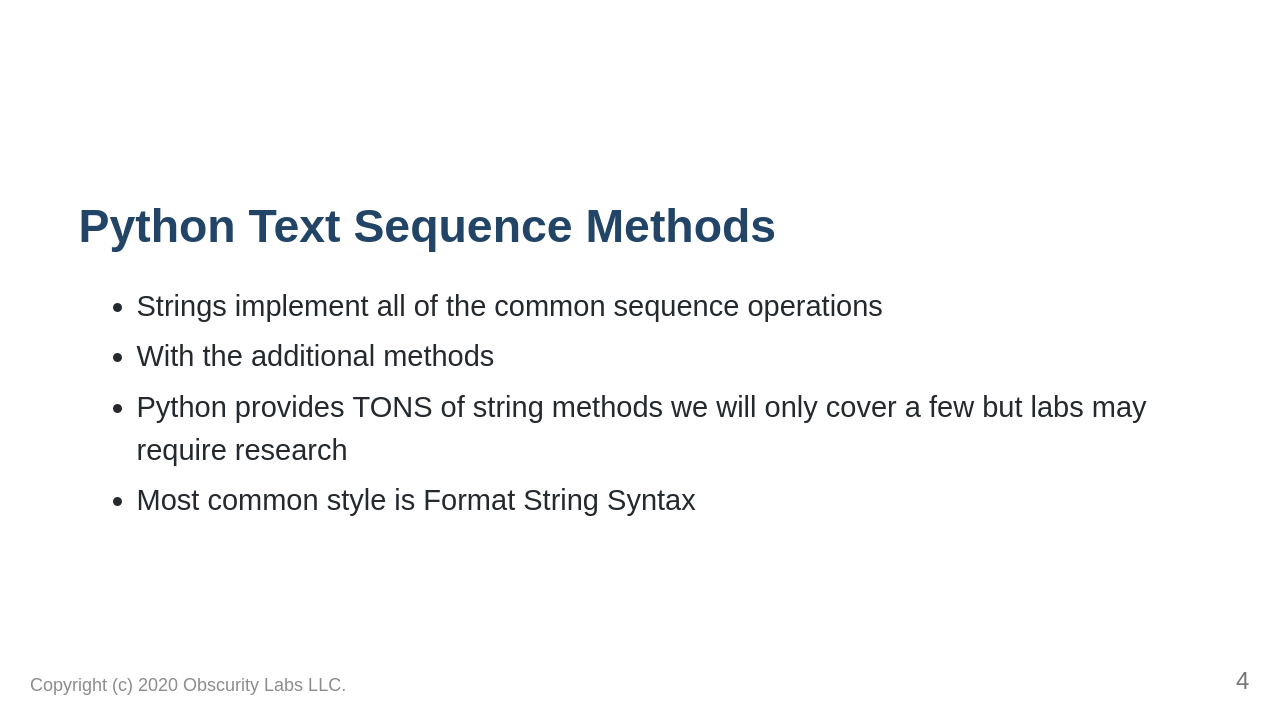 Python Text Sequence Methods
Strings implement all of the common sequence operations
With the additional methods
Python provides TONS of string methods we will only cover a few but labs may
require research
Most common style is Format String Syntax
Copyright (c) 2020 Obscurity Labs LLC.
4